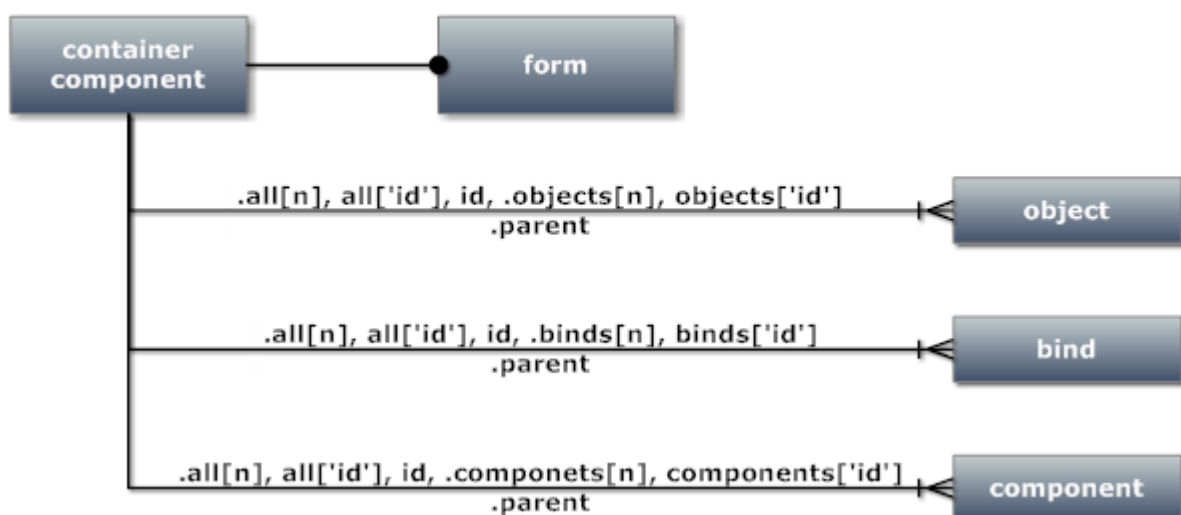 container
component
form
.all[n], all['id'], id, .objects[n], objects['id']
.parent
object
.all[n], all['id'], id, .binds[n], binds['id']
.parent
bind
.all[n], all['id'], id, .componets[n], components['id']
.parent
component